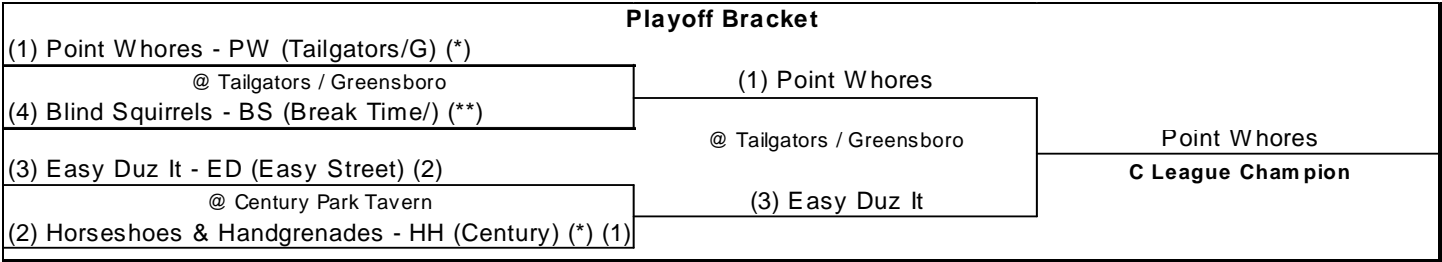 Playoff Bracket
(1) Point Whores - PW (Tailgators/G) (*)
@ Tailgators / Greensboro
(4) Blind Squirrels - BS (Break Time/) (**)
(1) Point Whores
@ Tailgators / Greensboro
(3) Easy Duz It - ED (Easy Street) (2)
@ Century Park Tavern
(2) Horseshoes & Handgrenades - HH (Century) (*) (1)
(3) Easy Duz It
Point Whores
C League Champion